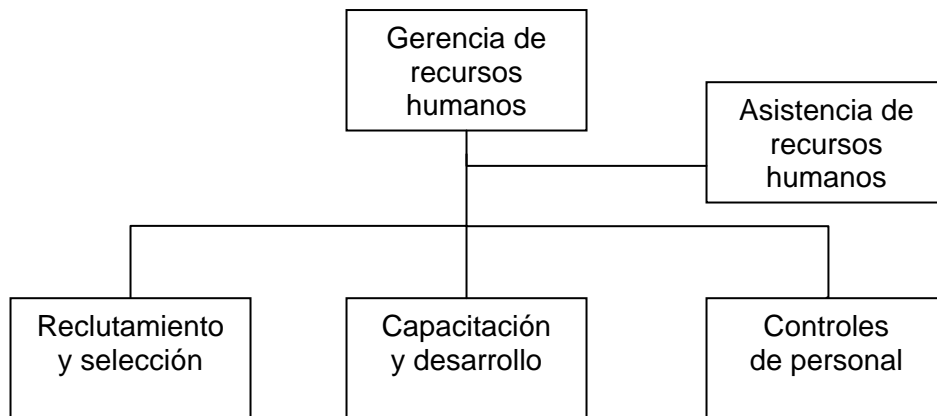 Gerencia de
recursos
humanos
Asistencia de
recursos
humanos
Reclutamiento
y selección
Capacitación
y desarrollo
Controles
de personal